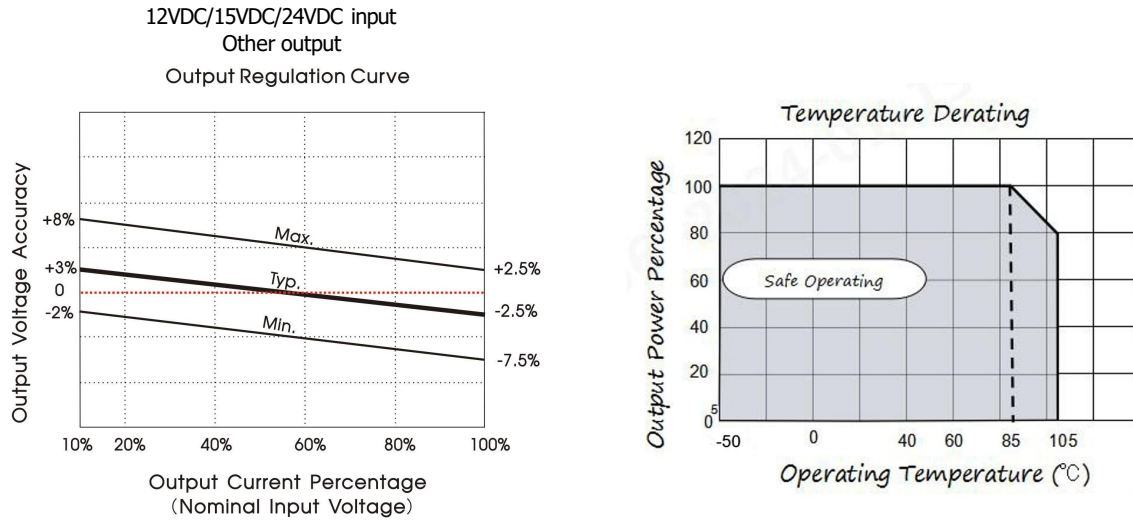 12VDC/15VDC/24VDC input
Other output
Output Regulation Curve
Output Voltage Accuracy
+8%
+3%
0
-2%
Max.
Typ.
Min.
+2.5%
-2.5%
-7.5%
10% 20% 40% 60% 80% 100%
Output Current Percentage
(Nominal Input Voltage)
Temperature Derating
Output Power Percentage
120
100
80
60
40
20
5
0
Safe Operating
-50 0 40 60 85 105
Operating Temperature (℃)